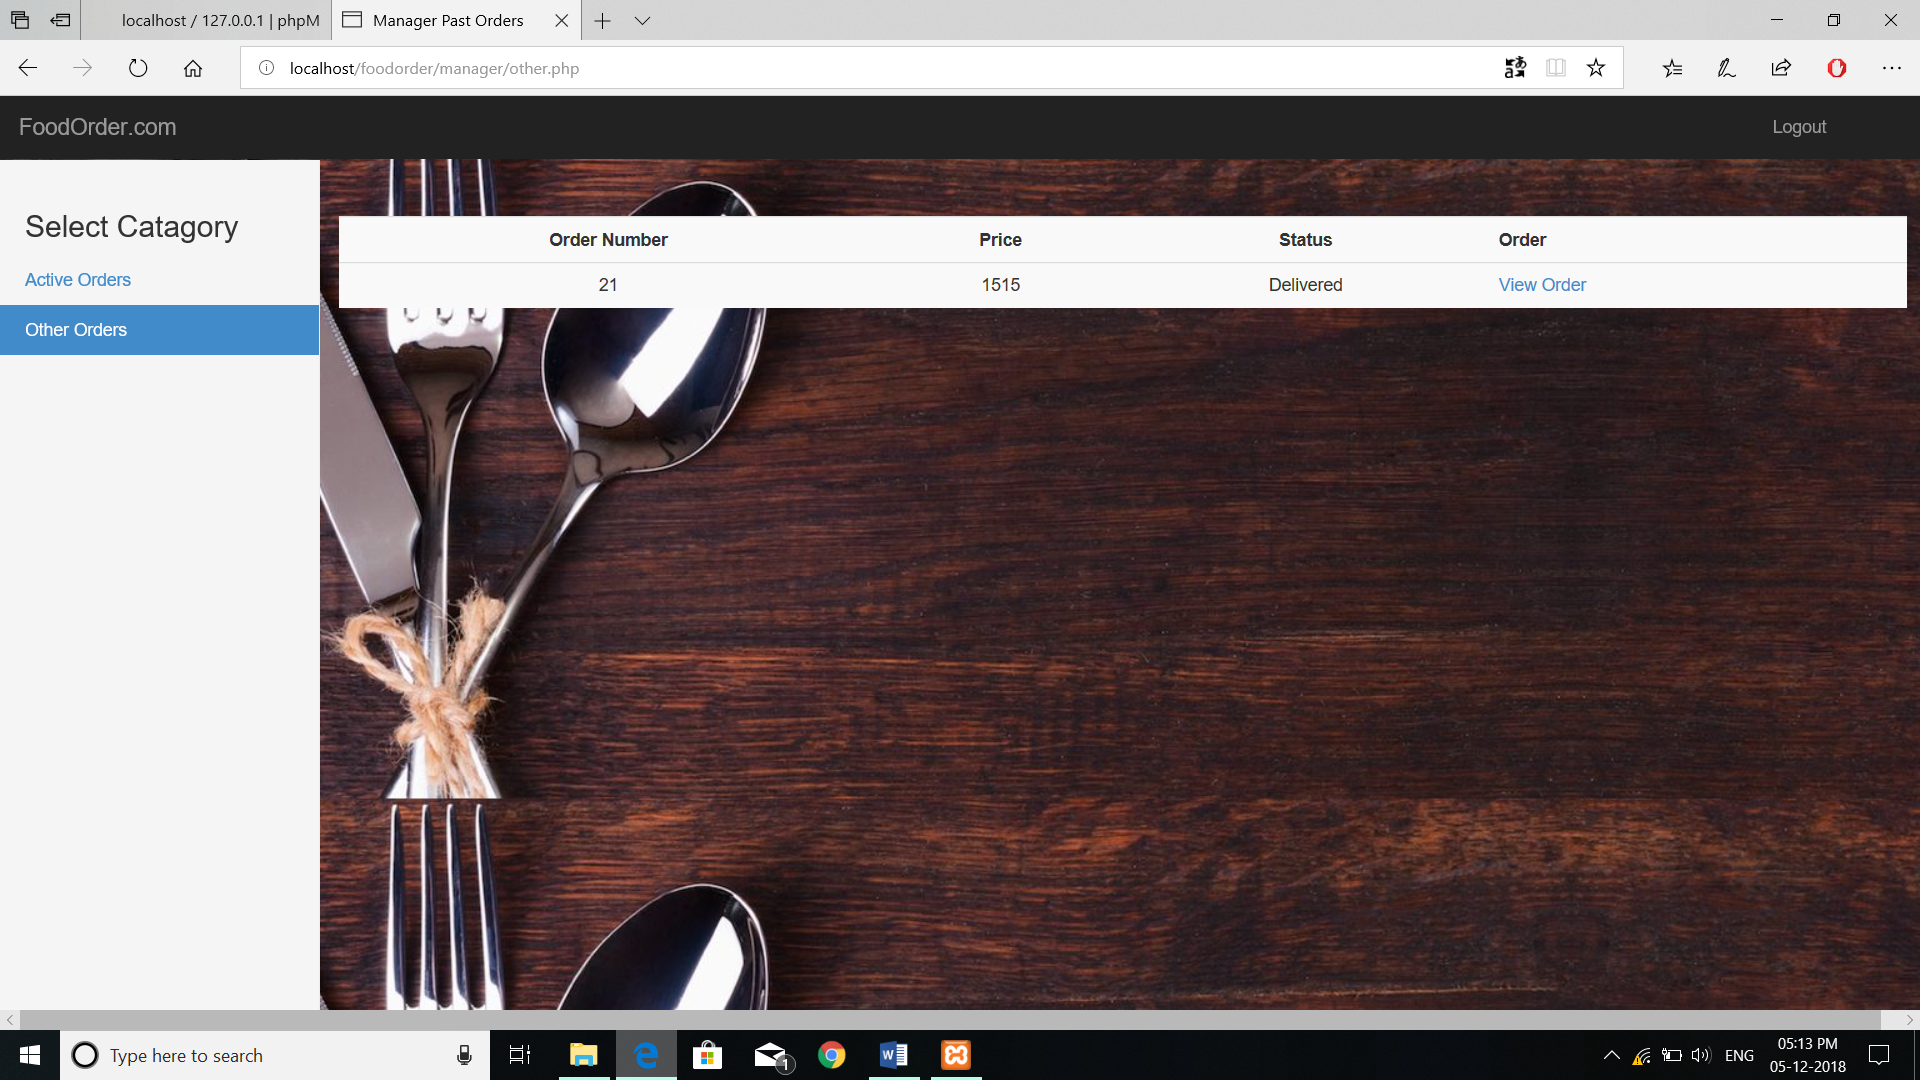 localhost / 127.0.0.1 | phpM
Manager Past Orders
localhost/foodorder/manager/other.php
FoodOrder.com
Logout
Select Catagory
Active Orders
Other Orders
Order Number Price Status Order
21 1515 Delivered View Order
Type here to search
1
ENG
05:13 PM
05-12-2018